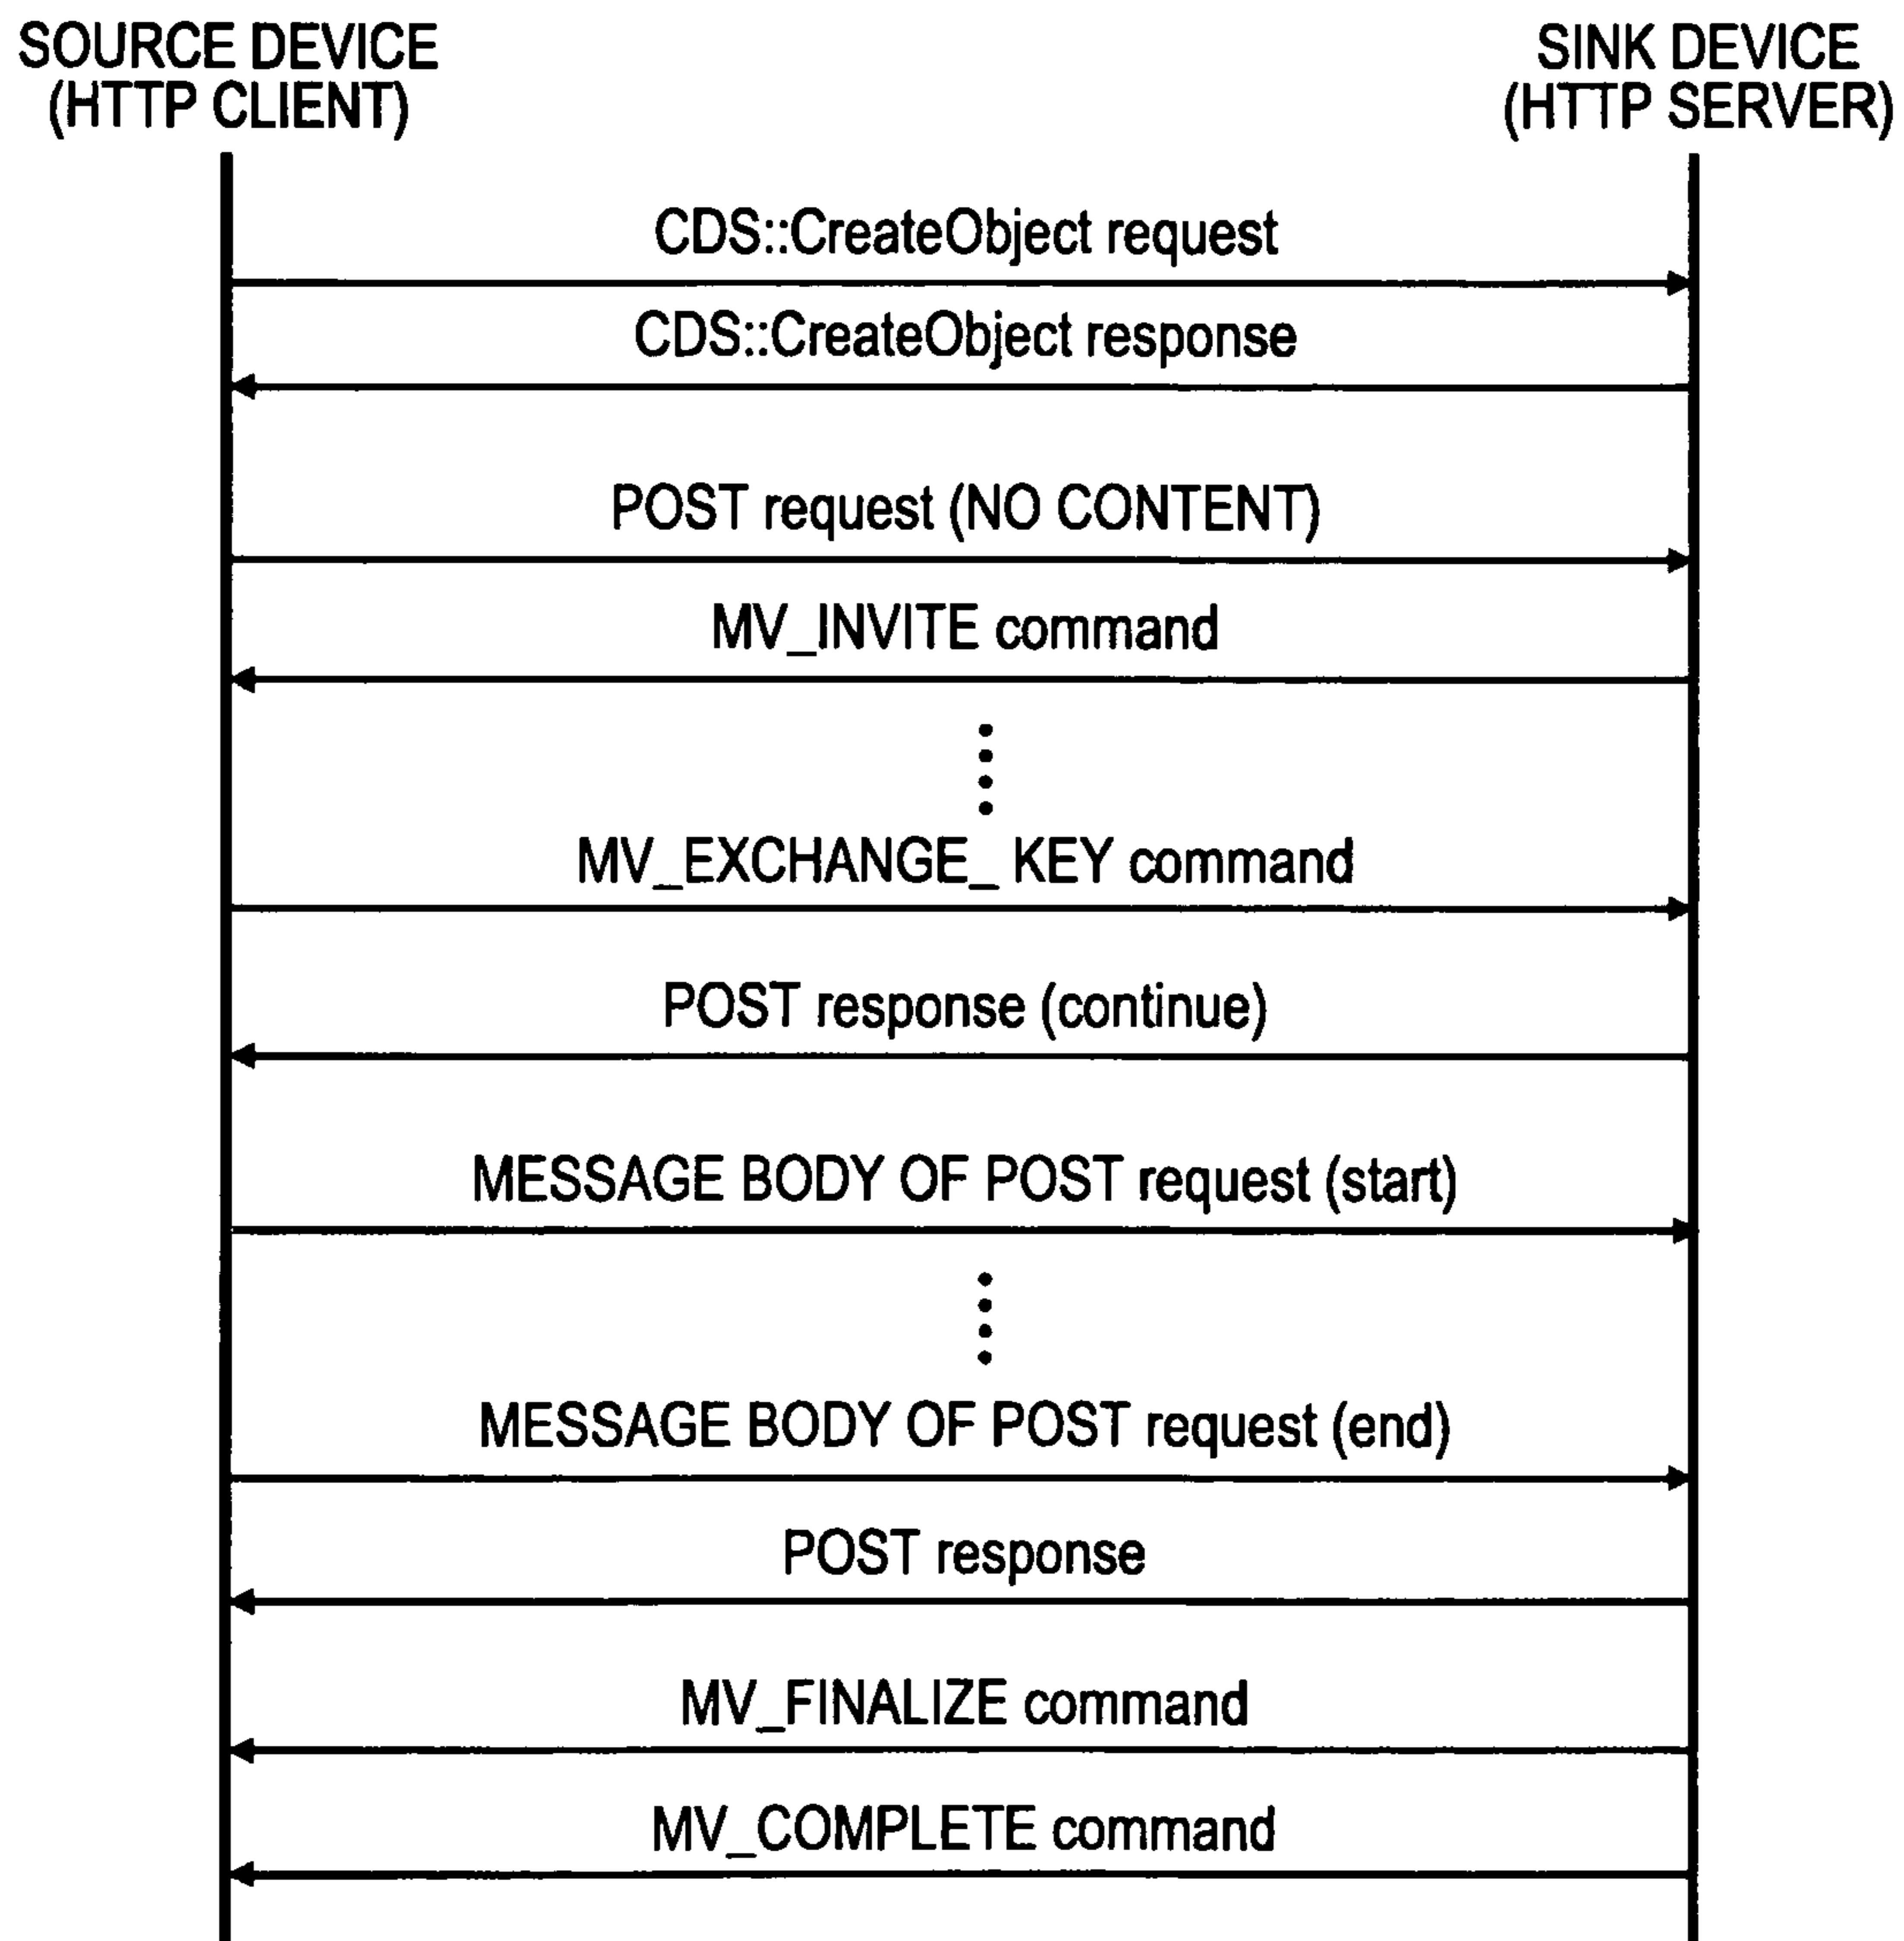 SOURCE DEVICE
(HTTP CLIENT)
SINK DEVICE
(HTTP SERVER)
CDS::CreateObject request
CDS::CreateObject response
POST request (NO CONTENT)
MV_INVITE command
MV_EXCHANGE_ KEY command
POST response (continue)
MESSAGE BODY OF POST request (start)
MESSAGE BODY OF POST request (end)
POST response
MV_FINALIZE command
MV_COMPLETE command